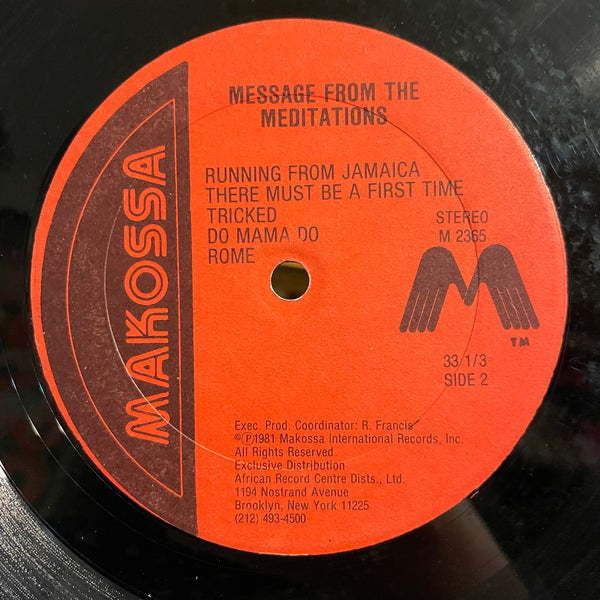 MESSAGE FROM THE
MEDITATIONS
MAKOSSA
RUNNING FROM JAMAICA
THERE MUST BE A FIRST TIME
TRICKED
DO MAMA DO
ROME
STEREO
M 2365
M
TM
33 1/3
SIDE 2
Exec. Prod. Coordinator: R. Francis
©℗1981 Makossa International Records, Inc.
All Rights Reserved
Exclusive Distribution
African Record Centre Dists., Ltd.
1194 Nostrand Avenue
Brooklyn, New York 11225
(212) 493-4500